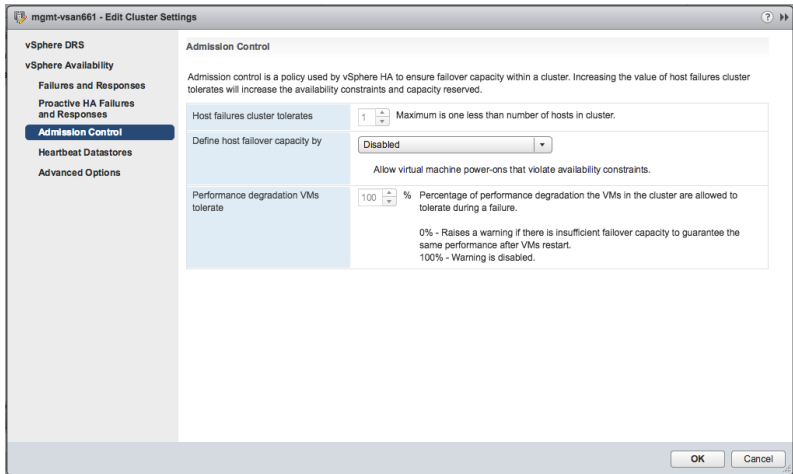 mgmt-vsan661 - Edit Cluster Settings
?
vSphere DRS
vSphere Availability
Failures and Responses
Proactive HA Failures
and Responses
Admission Control
Heartbeat Datastores
Advanced Options
Admission Control
Admission control is a policy used by vSphere HA to ensure failover capacity within a cluster. Increasing the value of host failures cluster
tolerates will increase the availability constraints and capacity reserved.
Host failures cluster tolerates
1 Maximum is one less than number of hosts in cluster.
Define host failover capacity by
Disabled
Allow virtual machine power-ons that violate availability constraints.
Performance degradation VMs
tolerate
100 % Percentage of performance degradation the VMs in the cluster are allowed to
tolerate during a failure.
0% - Raises a warning if there is insufficient failover capacity to guarantee the
same performance after VMs restart.
100% - Warning is disabled.
OK Cancel